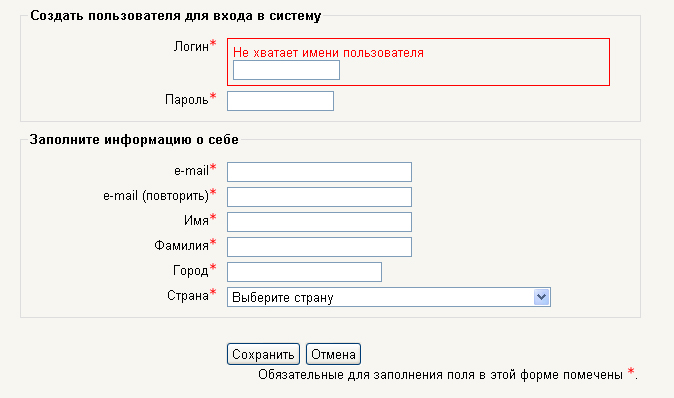 Создать пользователя для входа в систему
Логин* Не хватает имени пользователя
Пароль*
Заполните информацию о себе
e-mail*
e-mail (повторить)*
Имя*
Фамилия*
Город*
Страна* Выберите страну
Сохранить Отмена
Обязательные для заполнения поля в этой форме помечены *.